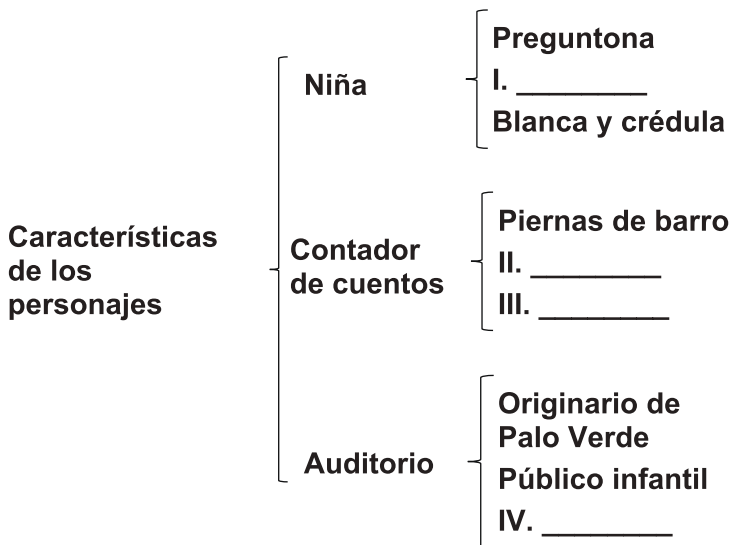 Características
de los
personajes
Niña
Preguntona
I. ________
Blanca y crédula
Contador
de cuentos
Piernas de barro
II. ________
III. ________
Auditorio
Originario de
Palo Verde
Público infantil
IV. ________